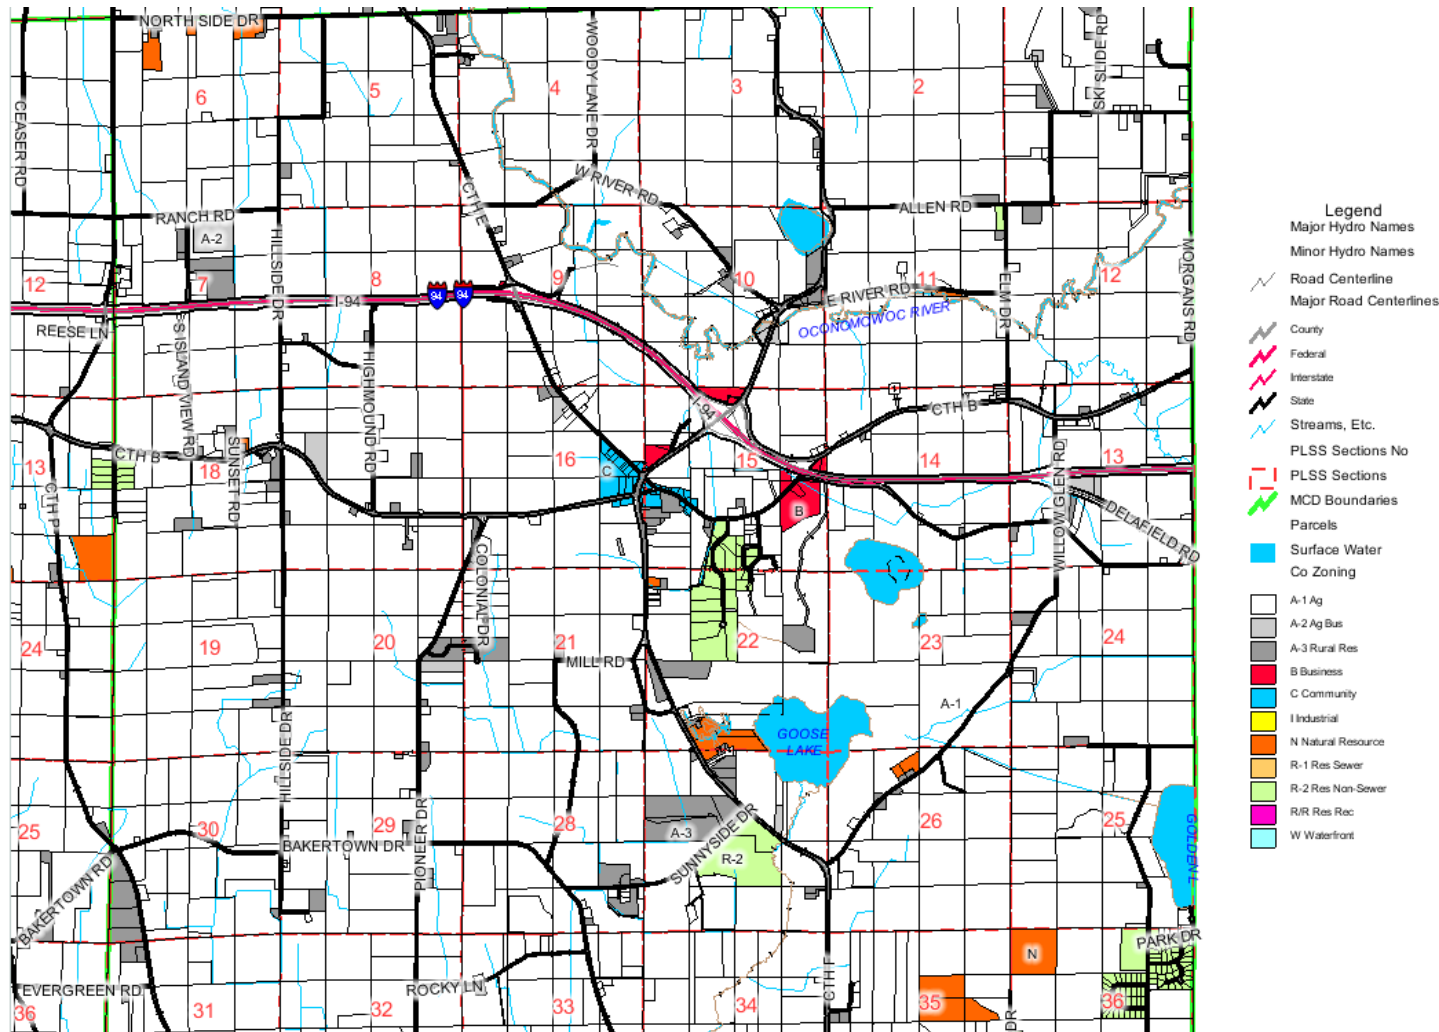 NORTH SIDE DR
WOODY LANE DR
SKI SLIDE RD
CEASER RD
6
5
4
3
2
CTH E
W RIVER RD
RANCH RD
ALLEN RD
A-2
HILLSIDE DR
MORGANS RD
12
7
8
9
10
11
12
ELM DR
I-94
94
94
E RIVER RD
OCONOMOWOC RIVER
REESE LN
S ISLAND VIEW RD
HIGHMOUND RD
I-94
CTH B
CTH B
SUNSET RD
13
18
16
C
15
14
13
WILLOW GLEN RD
CTH P
B
DELAFIELD RD
COLONIAL DR
24
19
20
21
22
23
24
MILL RD
A-1
HILLSIDE DR
GOOSE
LAKE
PIONEER DR
25
30
29
28
A-3
SUNNYSIDE DR
26
25
GOLDEN L
BAKERTOWN DR
R-2
BAKERTOWN RD
PARK DR
N
EVERGREEN RD
ROCKY LN
CTH F
36
31
32
33
34
35
36
DR
Legend
Major Hydro Names
Minor Hydro Names
Road Centerline
Major Road Centerlines
County
Federal
Interstate
State
Streams, Etc.
PLSS Sections No
PLSS Sections
MCD Boundaries
Parcels
Surface Water
Co Zoning
A-1 Ag
A-2 Ag Bus
A-3 Rural Res
B Business
C Community
I Industrial
N Natural Resource
R-1 Res Sewer
R-2 Res Non-Sewer
R/R Res Rec
W Waterfront